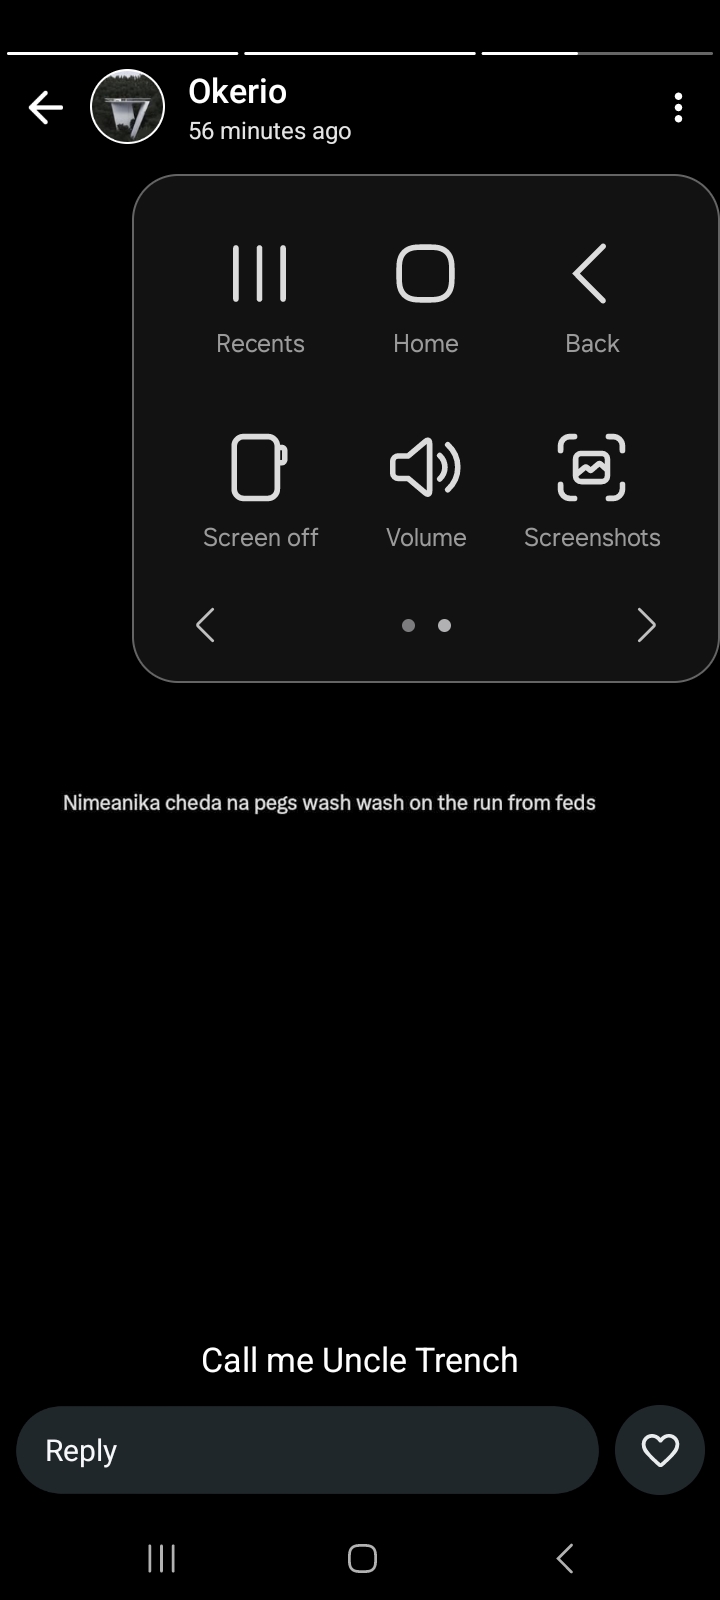 Okerio
56 minutes ago
Recents Home Back
Screen off Volume Screenshots
Nimeanika cheda na pegs wash wash on the run from feds
Call me Uncle Trench
Reply